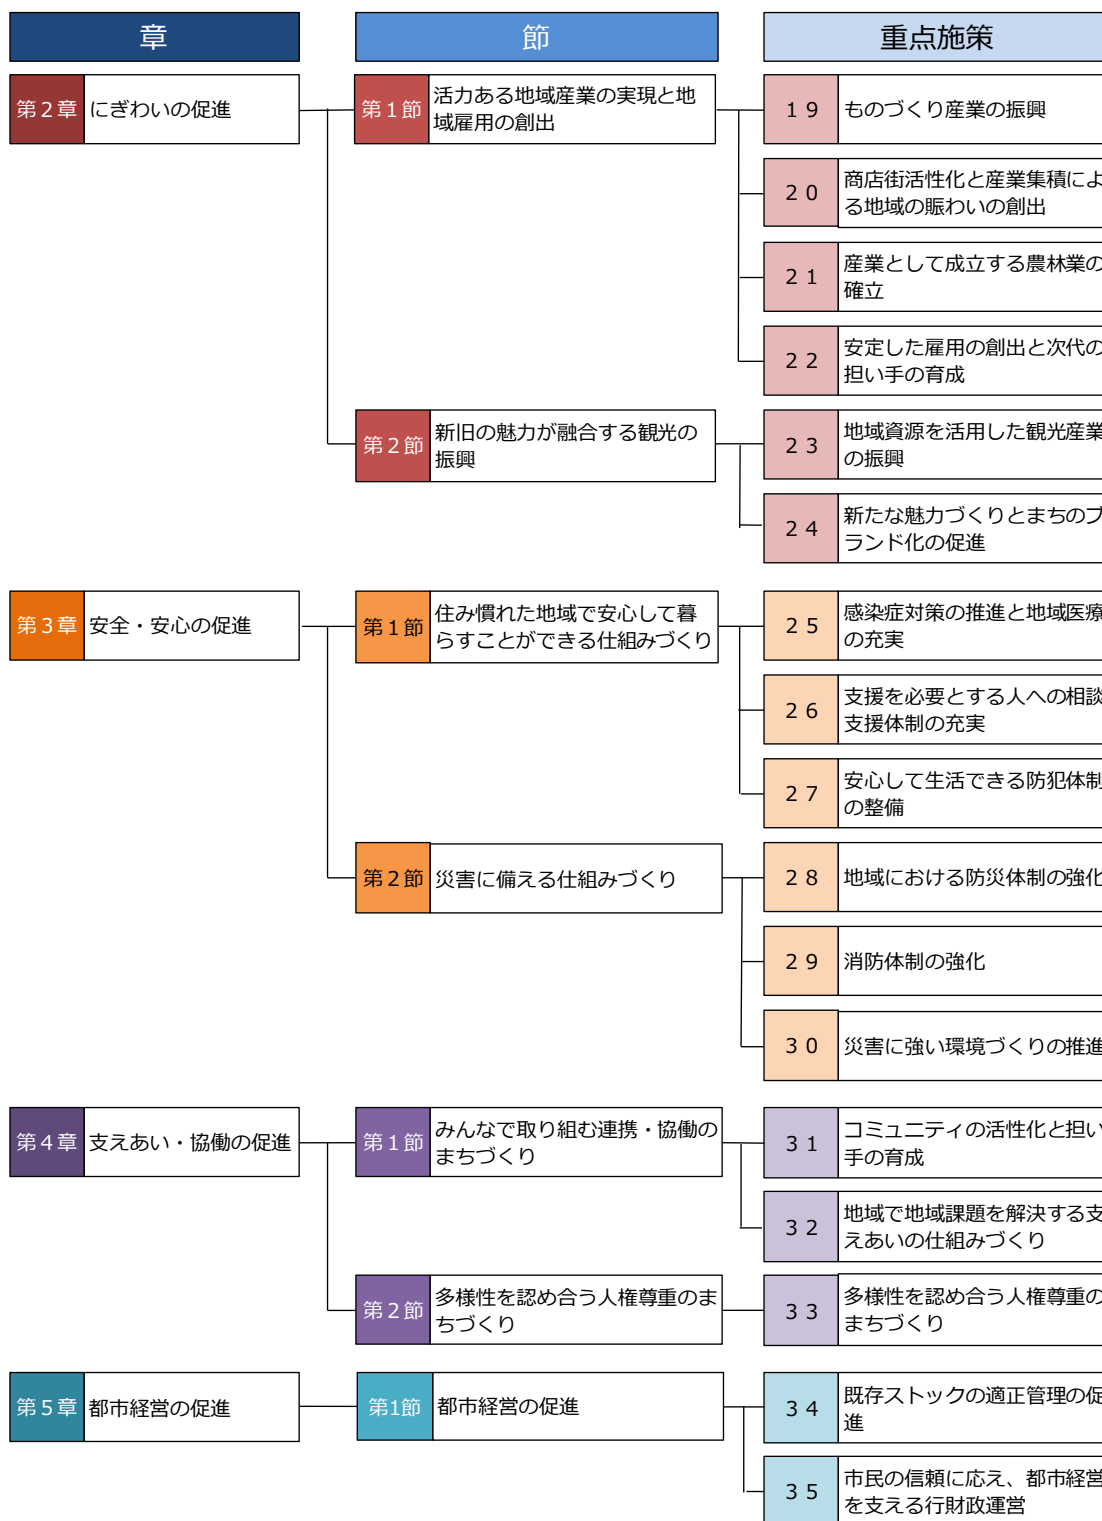 章
節
重点施策
第２章
にぎわいの促進
第１節
活力ある地域産業の実現と地
域雇用の創出
１９
ものづくり産業の振興
２０
商店街活性化と産業集積によ
る地域の賑わいの創出
２１
産業として成立する農林業の
確立
２２
安定した雇用の創出と次代の
担い手の育成
第２節
新旧の魅力が融合する観光の
振興
２３
地域資源を活用した観光産業
の振興
２４
新たな魅力づくりとまちのブ
ランド化の促進
第３章
安全・安心の促進
第１節
住み慣れた地域で安心して暮
らすことができる仕組みづくり
２５
感染症対策の推進と地域医療
の充実
２６
支援を必要とする人への相談
支援体制の充実
２７
安心して生活できる防犯体制
の整備
第２節
災害に備える仕組みづくり
２８
地域における防災体制の強化
２９
消防体制の強化
３０
災害に強い環境づくりの推進
第４章
支えあい・協働の促進
第１節
みんなで取り組む連携・協働の
まちづくり
３１
コミュニティの活性化と担い
手の育成
３２
地域で地域課題を解決する支
えあいの仕組みづくり
第２節
多様性を認め合う人権尊重のま
ちづくり
３３
多様性を認め合う人権尊重の
まちづくり
第５章
都市経営の促進
第1節
都市経営の促進
３４
既存ストックの適正管理の促
進
３５
市民の信頼に応え、都市経営
を支える行財政運営